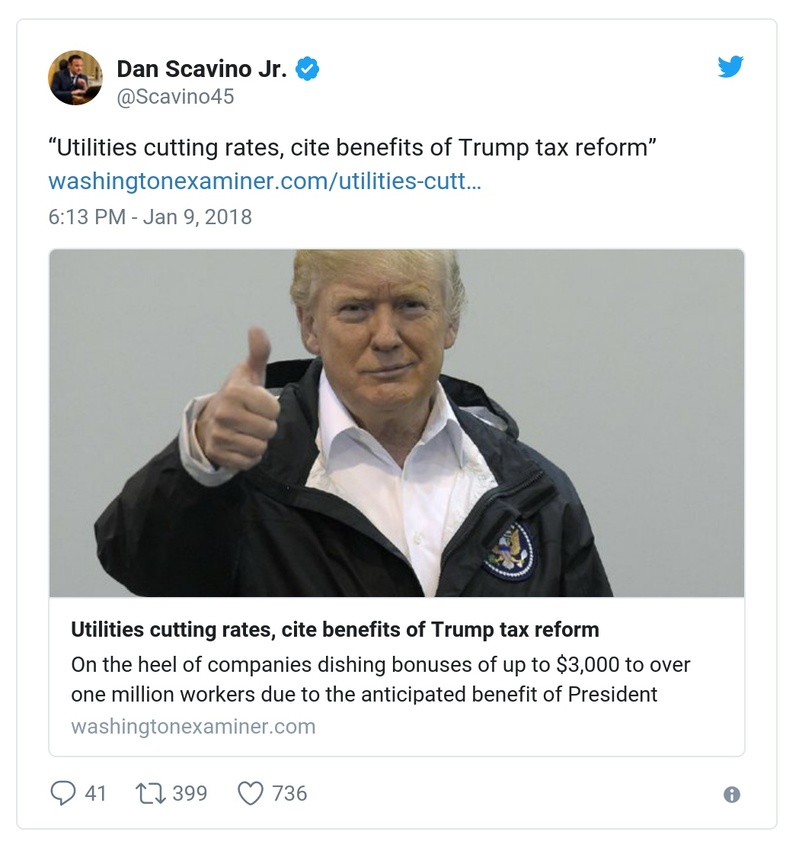 Dan Scavino Jr.
@Scavino45
“Utilities cutting rates, cite benefits of Trump tax reform”
washingtonexaminer.com/utilities-cutt…
6:13 PM - Jan 9, 2018
Utilities cutting rates, cite benefits of Trump tax reform
On the heel of companies dishing bonuses of up to $3,000 to over
one million workers due to the anticipated benefit of President
washingtonexaminer.com
41 399 736